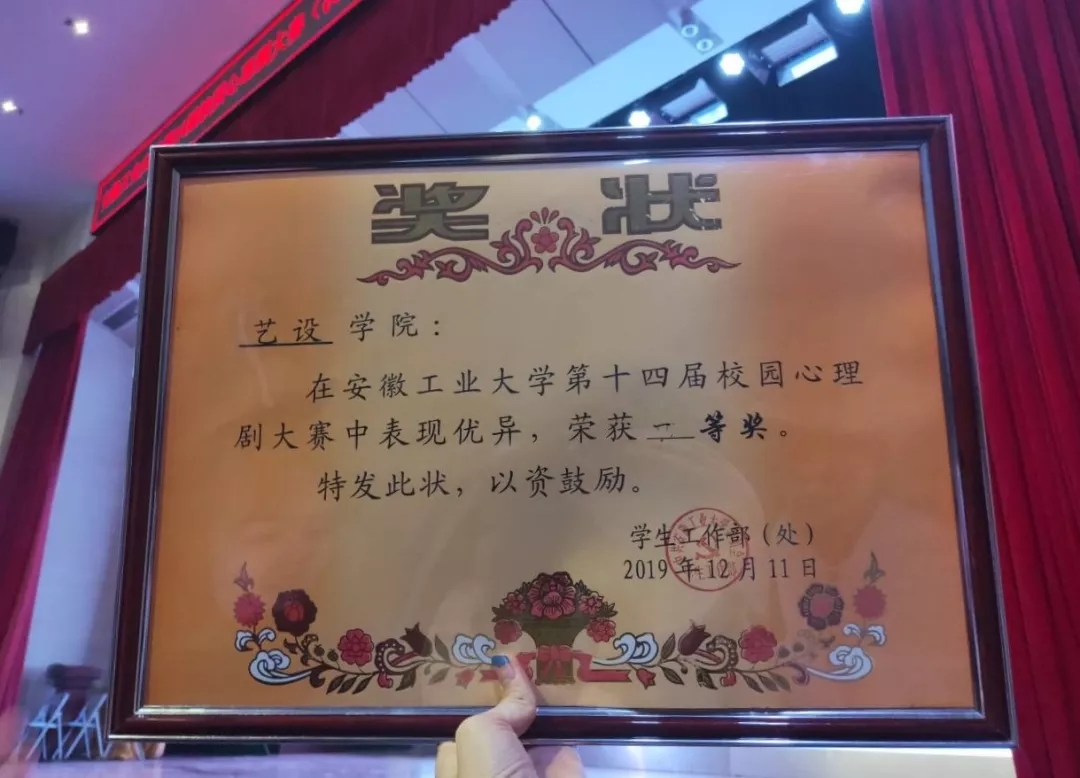 奖 状
艺设 学院：
在安徽工业大学第十四届校园心理
剧大赛中表现优异，荣获 等奖。
特发此状，以资鼓励。
学生工作部（处）
2019 年 12 月 11 日